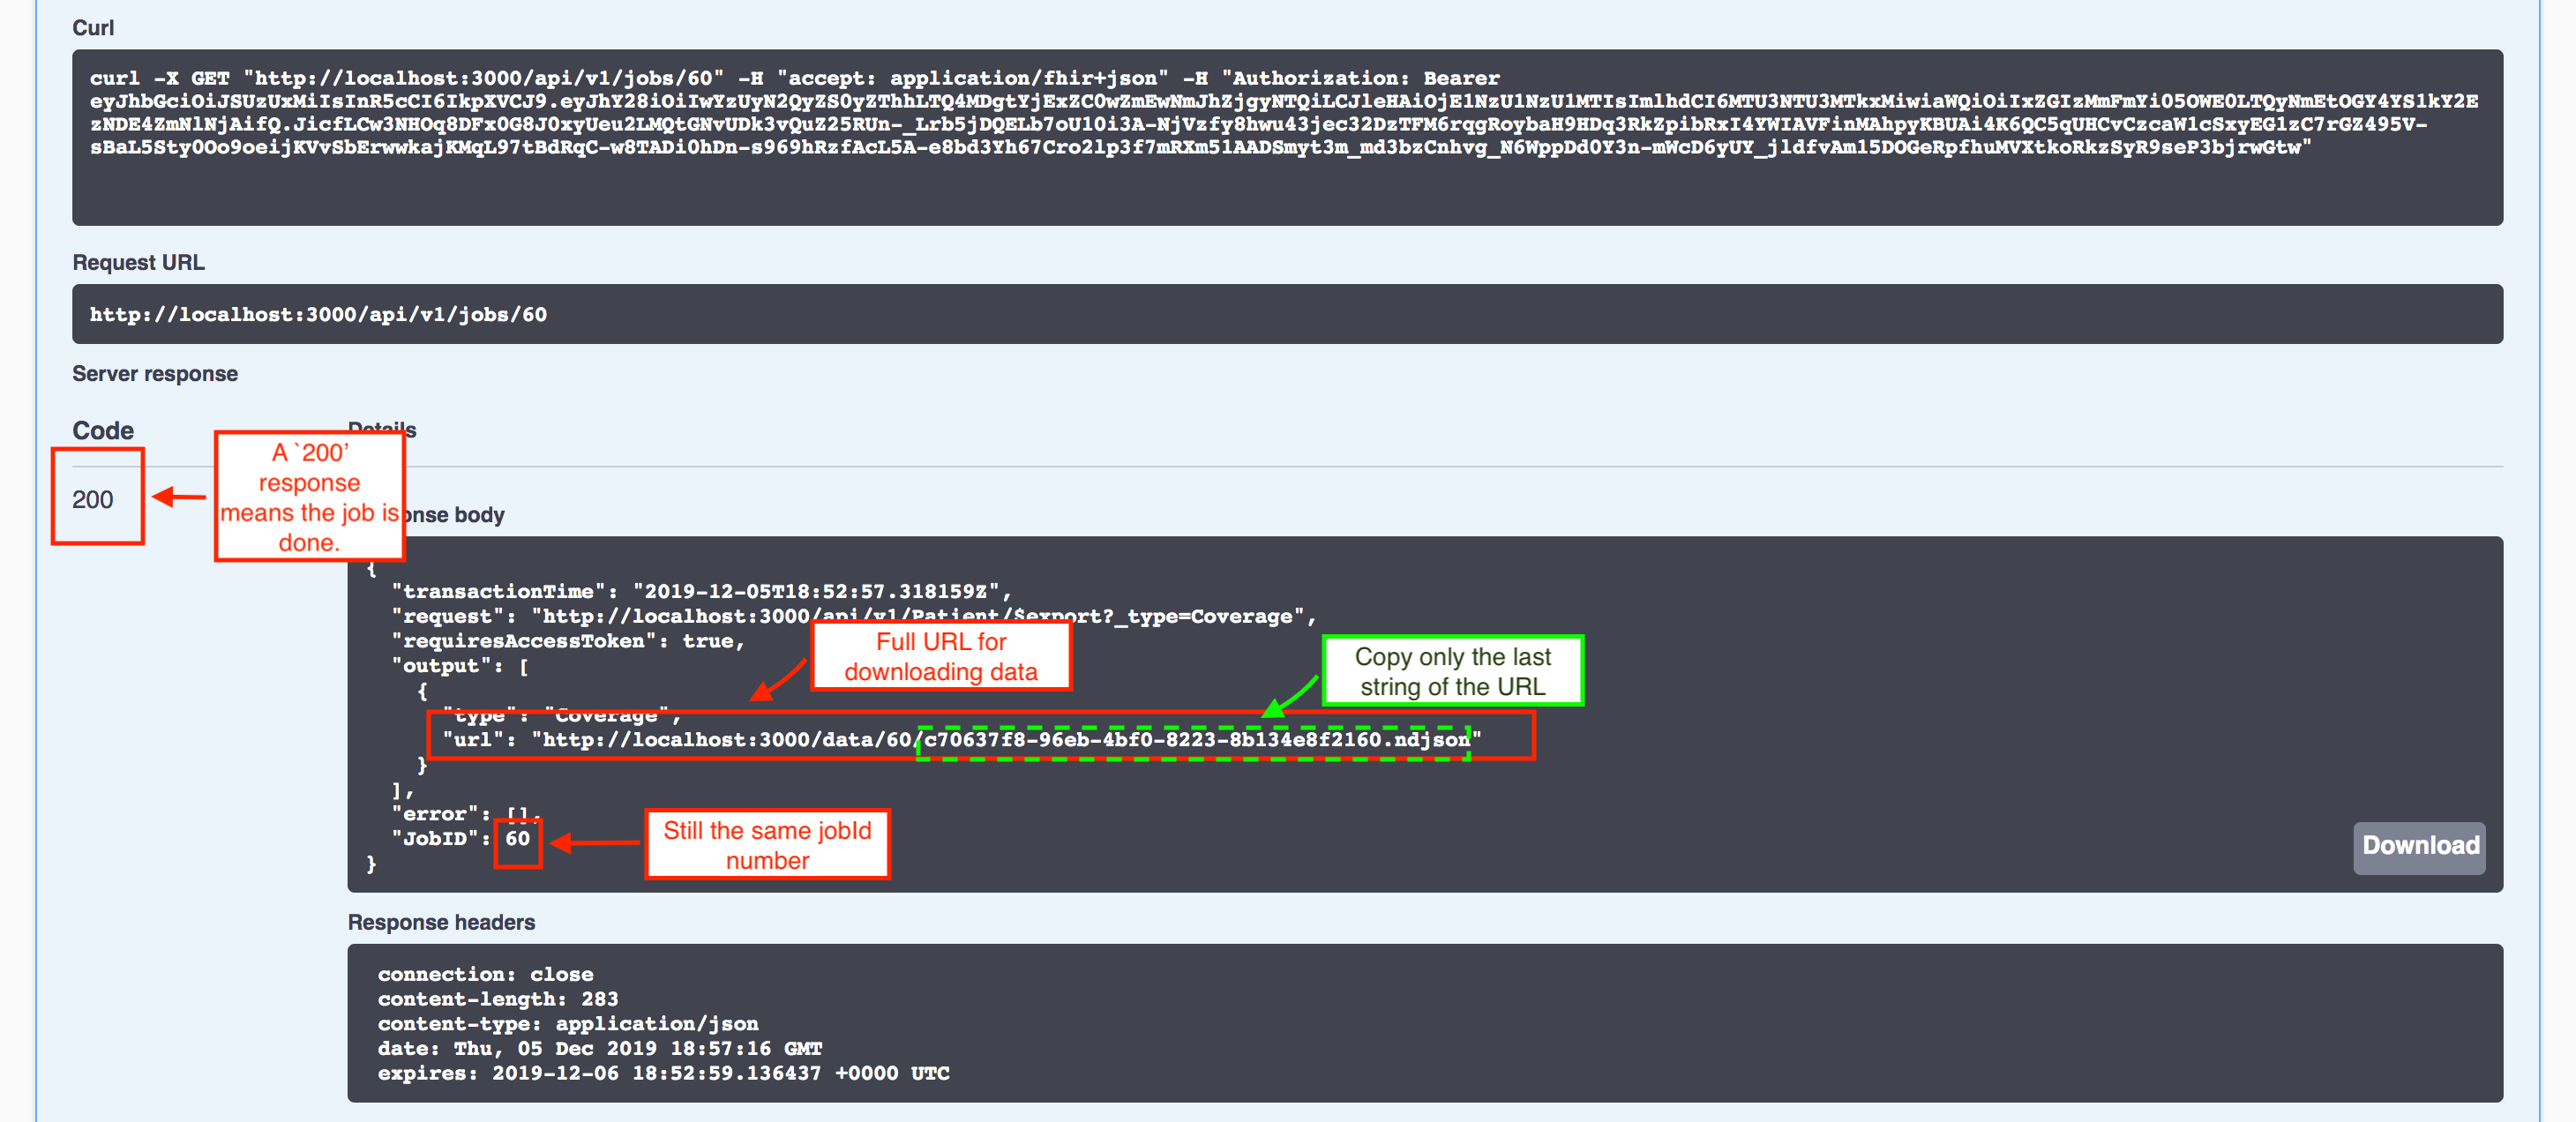 Curl
curl -X GET "http://localhost:3000/api/v1/jobs/60" -H "accept: application/fhir+json" -H "Authorization: Bearer
eyJhbGciOiJSUzUxMiIsInR5cCI6IkpXVCJ9.eyJhY28iOiIwYzUyN2QyZS0yZThhLTQ4MDgtYjExZC0wZmEwNmJhZjgyNTQiLCJleHAiOjE1NzU1NzU1MTIsImlhdCI6MTU3NTU3MTkxMiwiaWQiOiIxZGIzMmFmYi05OWE0LTQyNmEtOGY4YS1kY2E
zNDE4ZmNlNjAifQ.JicfLCw3NHOq8DFx0G8J0xyUeu2LMQtGNvUDk3vQuZ25RUn-_Lrb5jDQELb7oU10i3A-NjVzfy8hwu43jec32DzTFM6rqgRoybaH9HDq3RkZpibRxI4YWIAVFinMAhpyKBUAi4K6QC5qUHCvCzcaW1cSxyEGlzC7rGZ495V-
sBaL5Sty0Oo9oeijKVvSbErwwkajKMqL97tBdRqC-w8TADi0hDn-s969hRzfAcL5A-e8bd3Yh67Cro2lp3f7mRXm51AADSmyt3m_md3bzCnhvg_N6WppDd0Y3n-mWcD6yUY_jldfvAm15DOGeRpfhuMVXtkoRkzSyR9seP3bjrwGtw"
Request URL
http://localhost:3000/api/v1/jobs/60
Server response
Code
Details
200
A `200’
response
means the job is
done.
onse body
{
"transactionTime": "2019-12-05T18:52:57.318159Z",
"request": "http://localhost:3000/api/v1/Patient/$export?_type=Coverage",
"requiresAccessToken": true,
"output": [
{
"type": "Coverage",
"url": "http://localhost:3000/data/60/c70637f8-96eb-4bf0-8223-8b134e8f2160.ndjson"
}
],
"error": [],
"JobID": 60
}
Full URL for
downloading data
Copy only the last
string of the URL
Still the same jobId
number
Download
Response headers
connection: close
content-length: 283
content-type: application/json
date: Thu, 05 Dec 2019 18:57:16 GMT
expires: 2019-12-06 18:52:59.136437 +0000 UTC